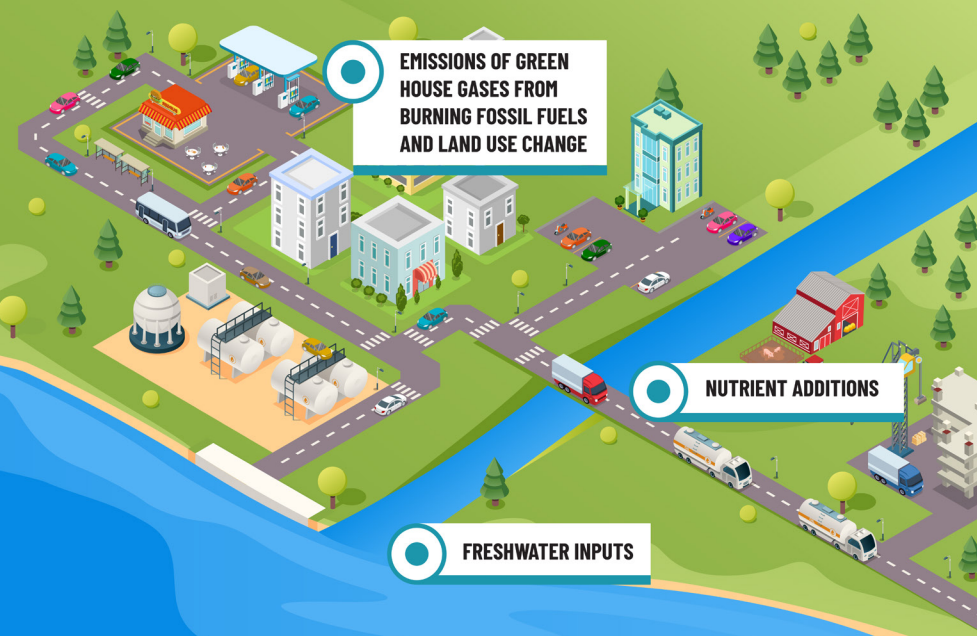 EMISSIONS OF GREEN
HOUSE GASES FROM
BURNING FOSSIL FUELS
AND LAND USE CHANGE
NUTRIENT ADDITIONS
FRESHWATER INPUTS